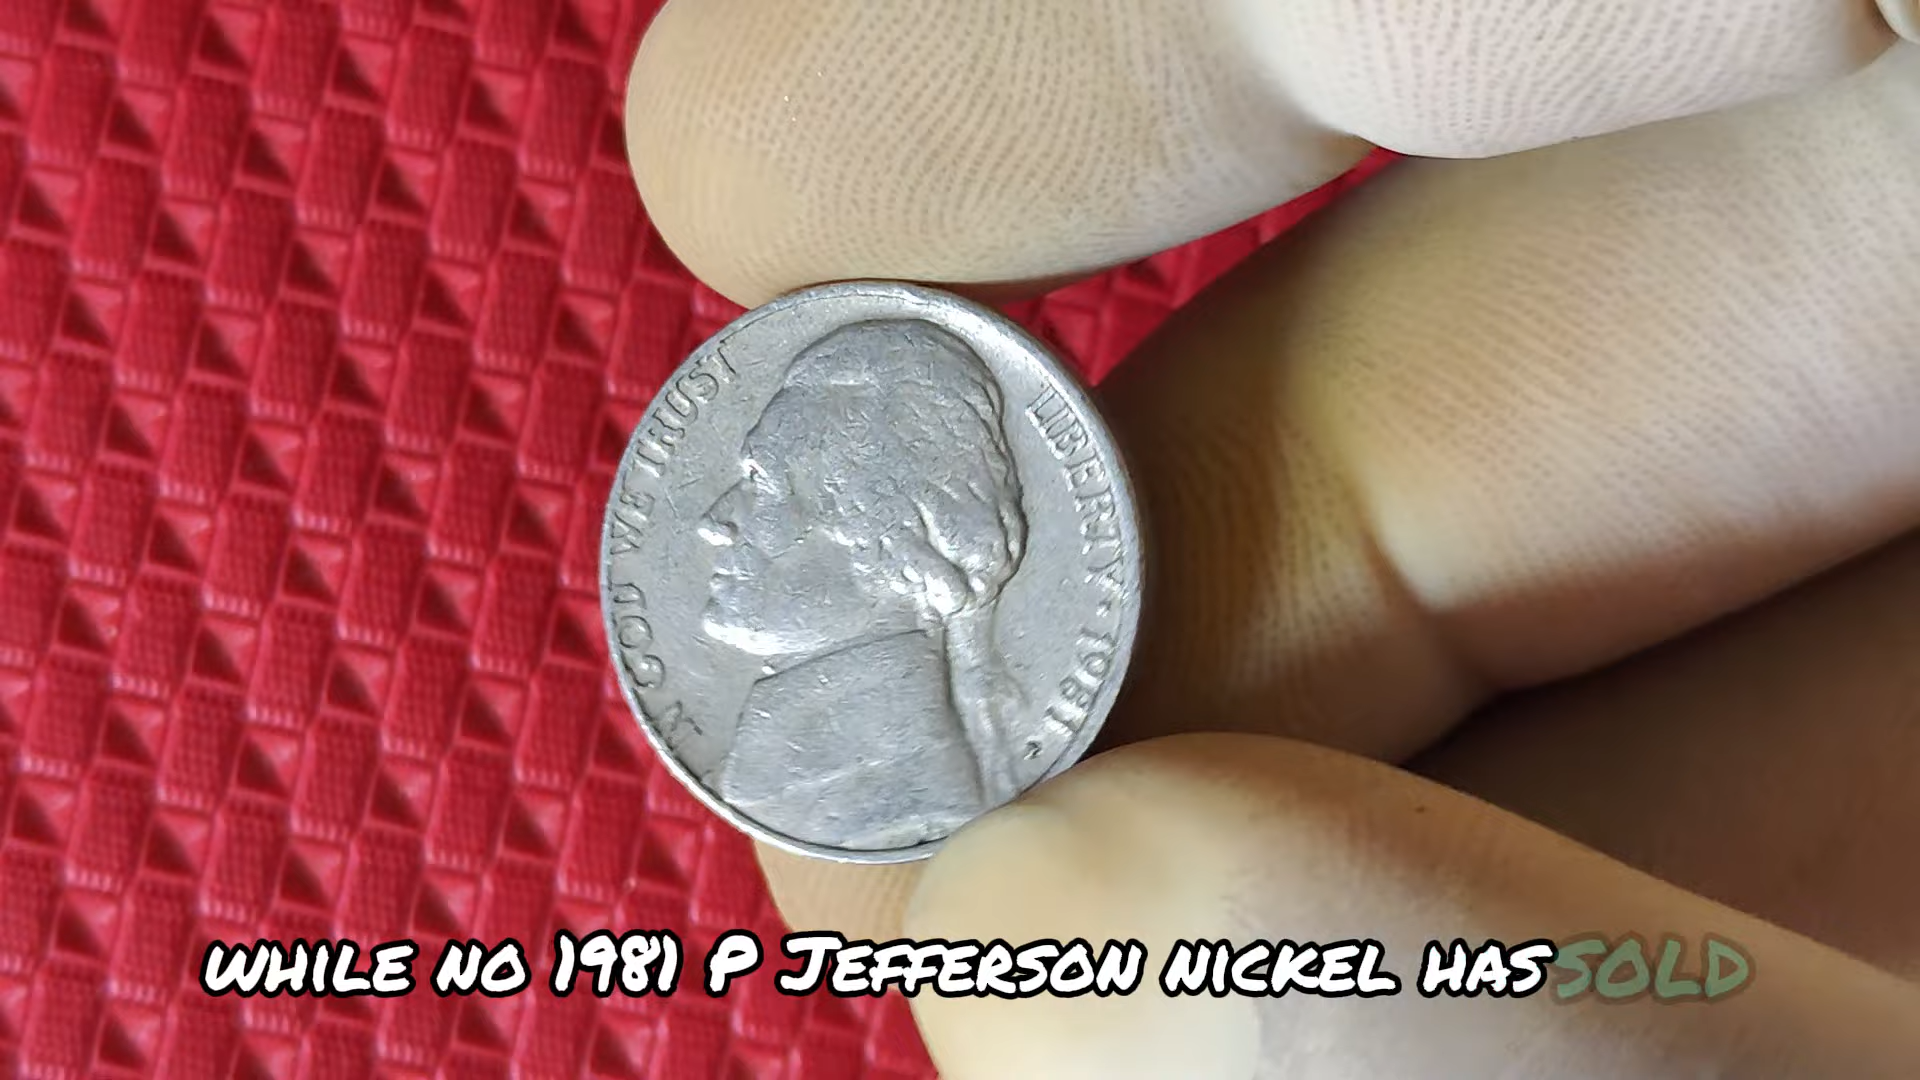 IN GOD WE TRUST
LIBERTY · 1981
WHILE NO 1981 P JEFFERSON NICKEL HAS SOLD